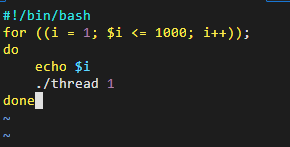 #!/bin/bash
for ((i = 1; $i <= 1000; i++));
do
    echo $i
    ./thread 1
done
~
~